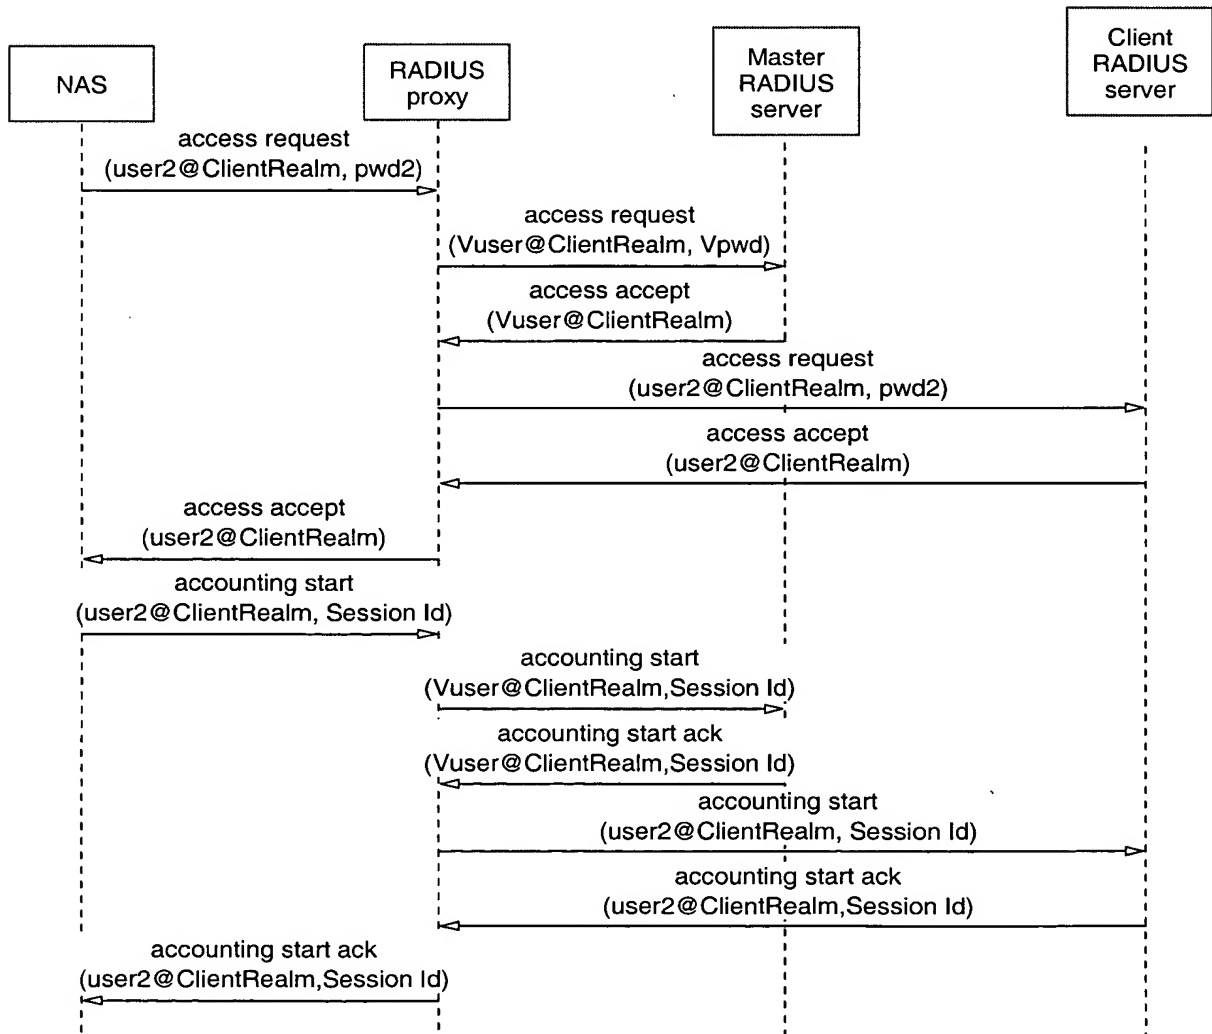 NAS
RADIUS
proxy
Master
RADIUS
server
Client
RADIUS
server
access request
(user2@ClientRealm, pwd2)
access request
(Vuser@ClientRealm, Vpwd)
access accept
(Vuser@ClientRealm)
access request
(user2@ClientRealm, pwd2)
access accept
(user2@ClientRealm)
access accept
(user2@ClientRealm)
accounting start
(user2@ClientRealm, Session Id)
accounting start
(Vuser@ClientRealm,Session Id)
accounting start ack
(Vuser@ClientRealm,Session Id)
accounting start
(user2@ClientRealm, Session Id)
accounting start ack
(user2@ClientRealm,Session Id)
accounting start ack
(user2@ClientRealm,Session Id)